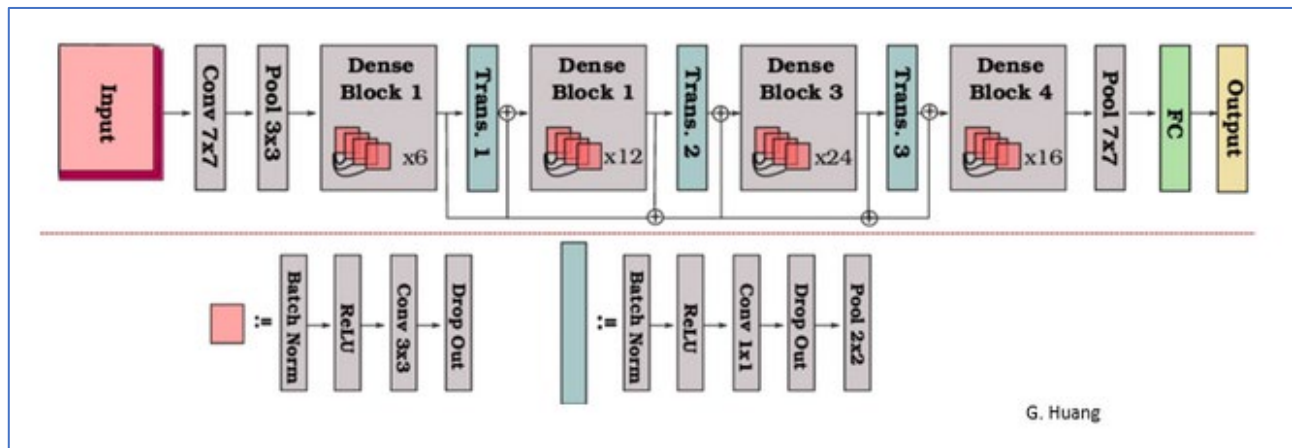 Input
Conv 7x7
Pool 3x3
Dense
Block 1
x6
Trans. 1
Dense
Block 1
x12
Trans. 2
Dense
Block 3
x24
Trans. 3
Dense
Block 4
x16
Pool 7x7
FC
Output
Batch Norm
ReLU
Conv 3x3
Drop Out
Batch Norm
ReLU
Conv 1x1
Drop Out
Pool 2x2
G. Huang